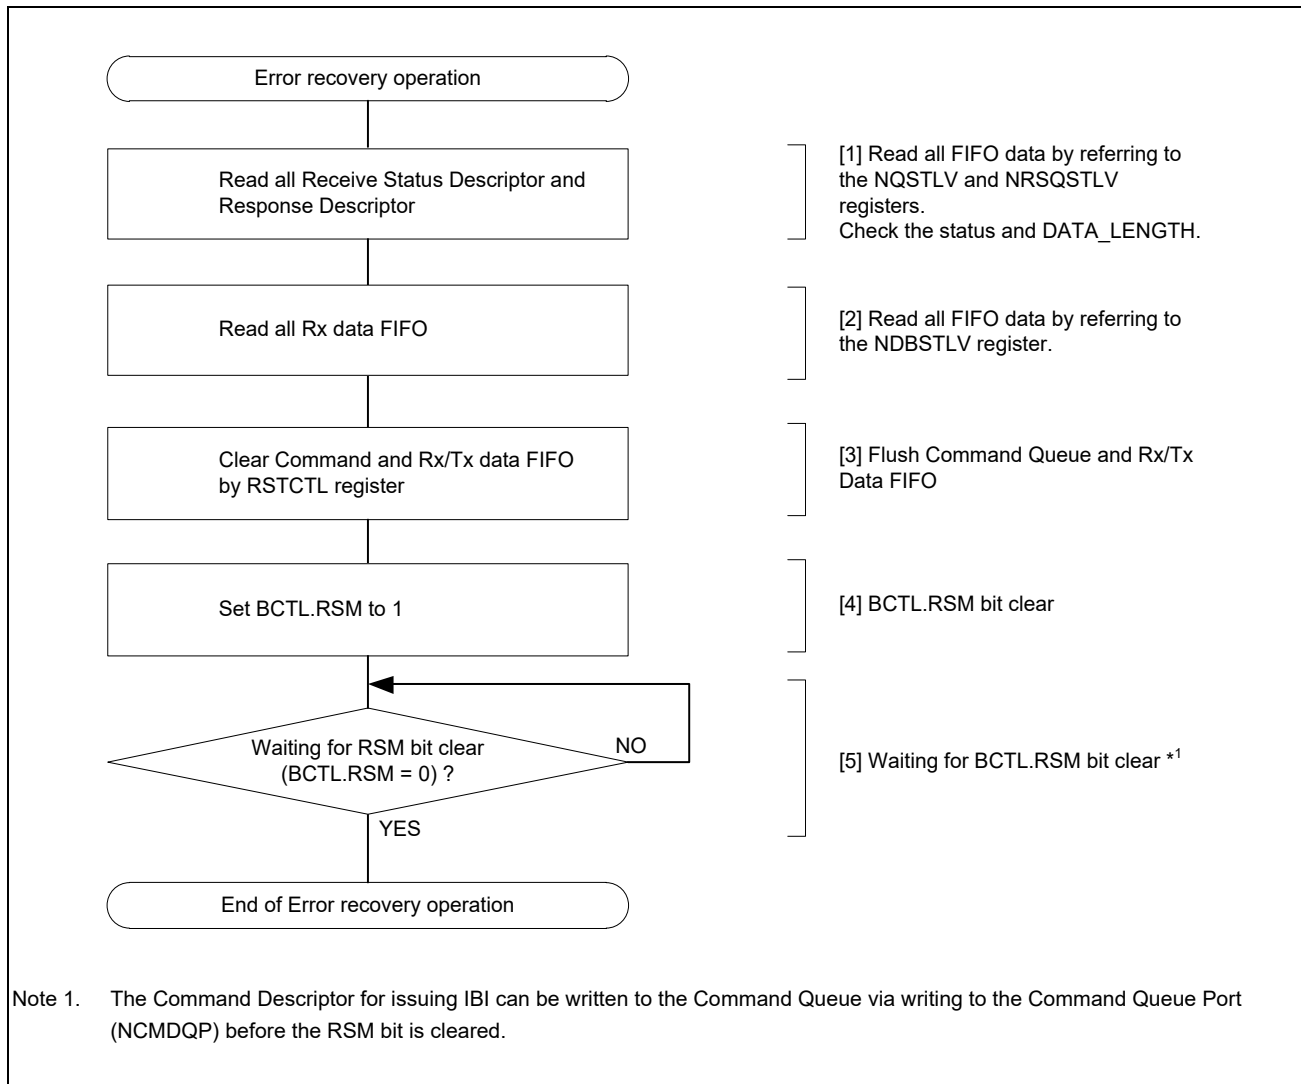 Error recovery operation
Read all Receive Status Descriptor and
Response Descriptor
[1] Read all FIFO data by referring to
the NQSTLV and NRSQSTLV
registers.
Check the status and DATA_LENGTH.
Read all Rx data FIFO
[2] Read all FIFO data by referring to
the NDBSTLV register.
Clear Command and Rx/Tx data FIFO
by RSTCTL register
[3] Flush Command Queue and Rx/Tx
Data FIFO
Set BCTL.RSM to 1
[4] BCTL.RSM bit clear
Waiting for RSM bit clear
(BCTL.RSM = 0) ?
NO
YES
[5] Waiting for BCTL.RSM bit clear *1
End of Error recovery operation
Note 1. The Command Descriptor for issuing IBI can be written to the Command Queue via writing to the Command Queue Port
(NCMDQP) before the RSM bit is cleared.